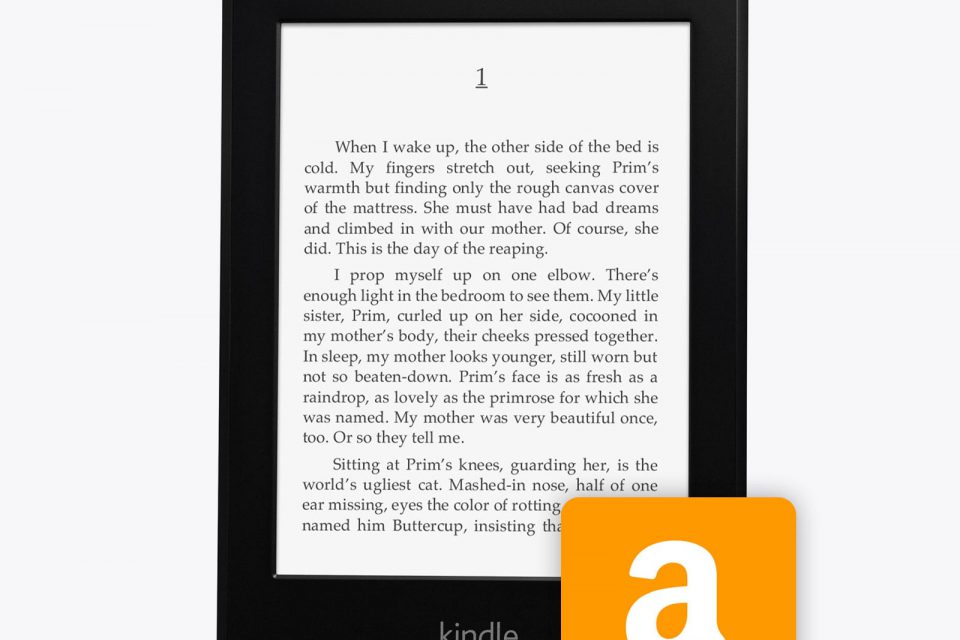 1
When I wake up, the other side of the bed is
cold. My fingers stretch out, seeking Prim’s
warmth but finding only the rough canvas cover
of the mattress. She must have had bad dreams
and climbed in with our mother. Of course, she
did. This is the day of the reaping.
I prop myself up on one elbow. There’s
enough light in the bedroom to see them. My little
sister, Prim, curled up on her side, cocooned in
my mother’s body, their cheeks pressed together.
In sleep, my mother looks younger, still worn but
not so beaten-down. Prim’s face is as fresh as a
raindrop, as lovely as the primrose for which she
was named. My mother was very beautiful once,
too. Or so they tell me.
Sitting at Prim’s knees, guarding her, is the
world’s ugliest cat. Mashed-in nose, half of one
ear missing, eyes the color of rotting
named him Buttercup, insisting
a
kindle